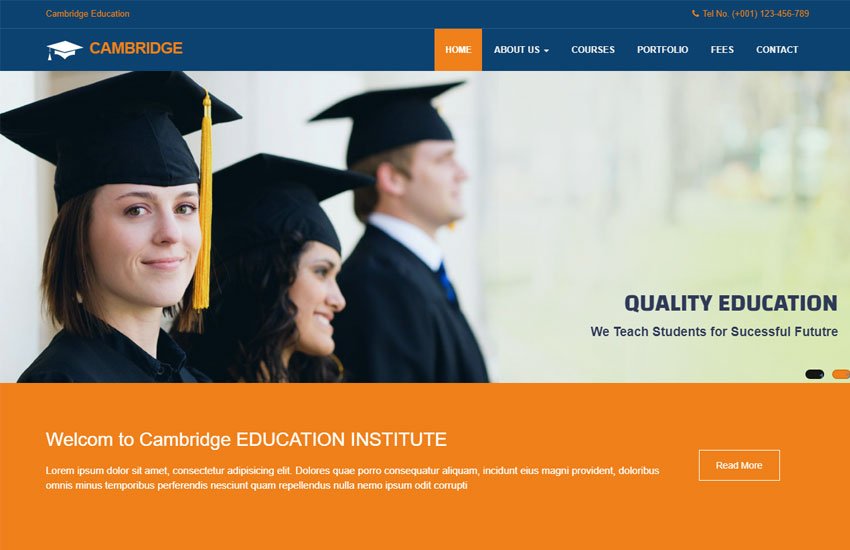 Cambridge Education
Tel No. (+001) 123-456-789
CAMBRIDGE
HOME
ABOUT US
COURSES
PORTFOLIO
FEES
CONTACT
QUALITY EDUCATION
We Teach Students for Sucessful Fututre
Welcom to Cambridge EDUCATION INSTITUTE
Lorem ipsum dolor sit amet, consectetur adipisicing elit. Dolores quae porro consequatur aliquam, incidunt eius magni provident, doloribus
omnis minus temporibus perferendis nesciunt quam repellendus nulla nemo ipsum odit corrupti
Read More